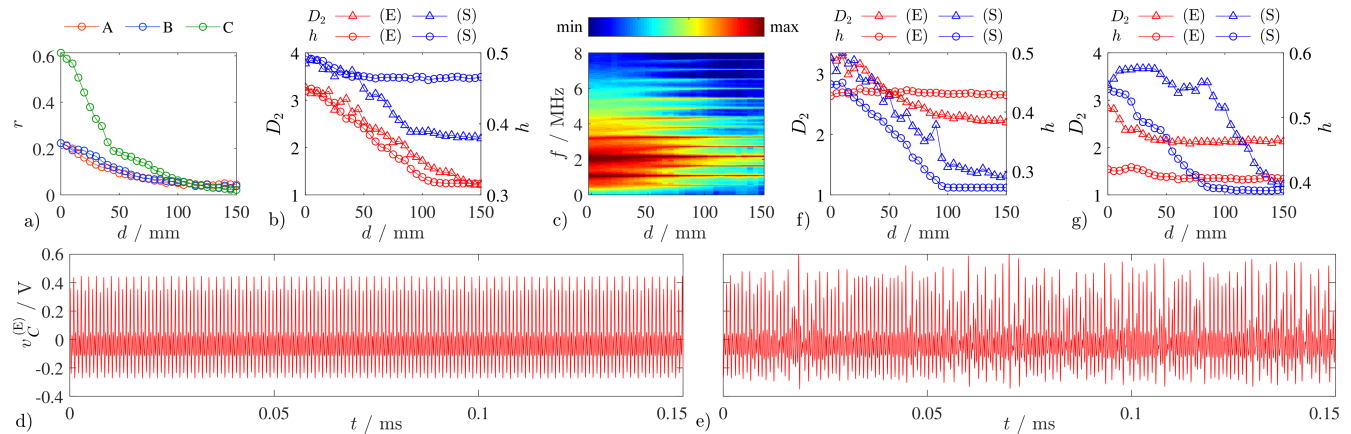 A B C
r
0.6
0.4
0.2
0
0 50 100 150
a) d / mm
D₂ (E) (S)
h (E) (S)
D₂
4
3
2
1
0.5
0.4
0.3
h
0 50 100 150
b) d / mm
min max
f / MHz
8
6
4
2
0
0 50 100 150
c) d / mm
D₂ (E) (S)
h (E) (S)
D₂
3
2
1
0.5
0.4
0.3
h
0 50 100 150
f) d / mm
D₂ (E) (S)
h (E) (S)
D₂
4
3
2
1
0.6
0.5
0.4
h
0 50 100 150
g) d / mm
v_C^(E) / V
0.6
0.4
0.2
0
-0.2
-0.4
0 0.05 0.1 0.15
d) t / ms
0.05 0.1 0.15
e) t / ms